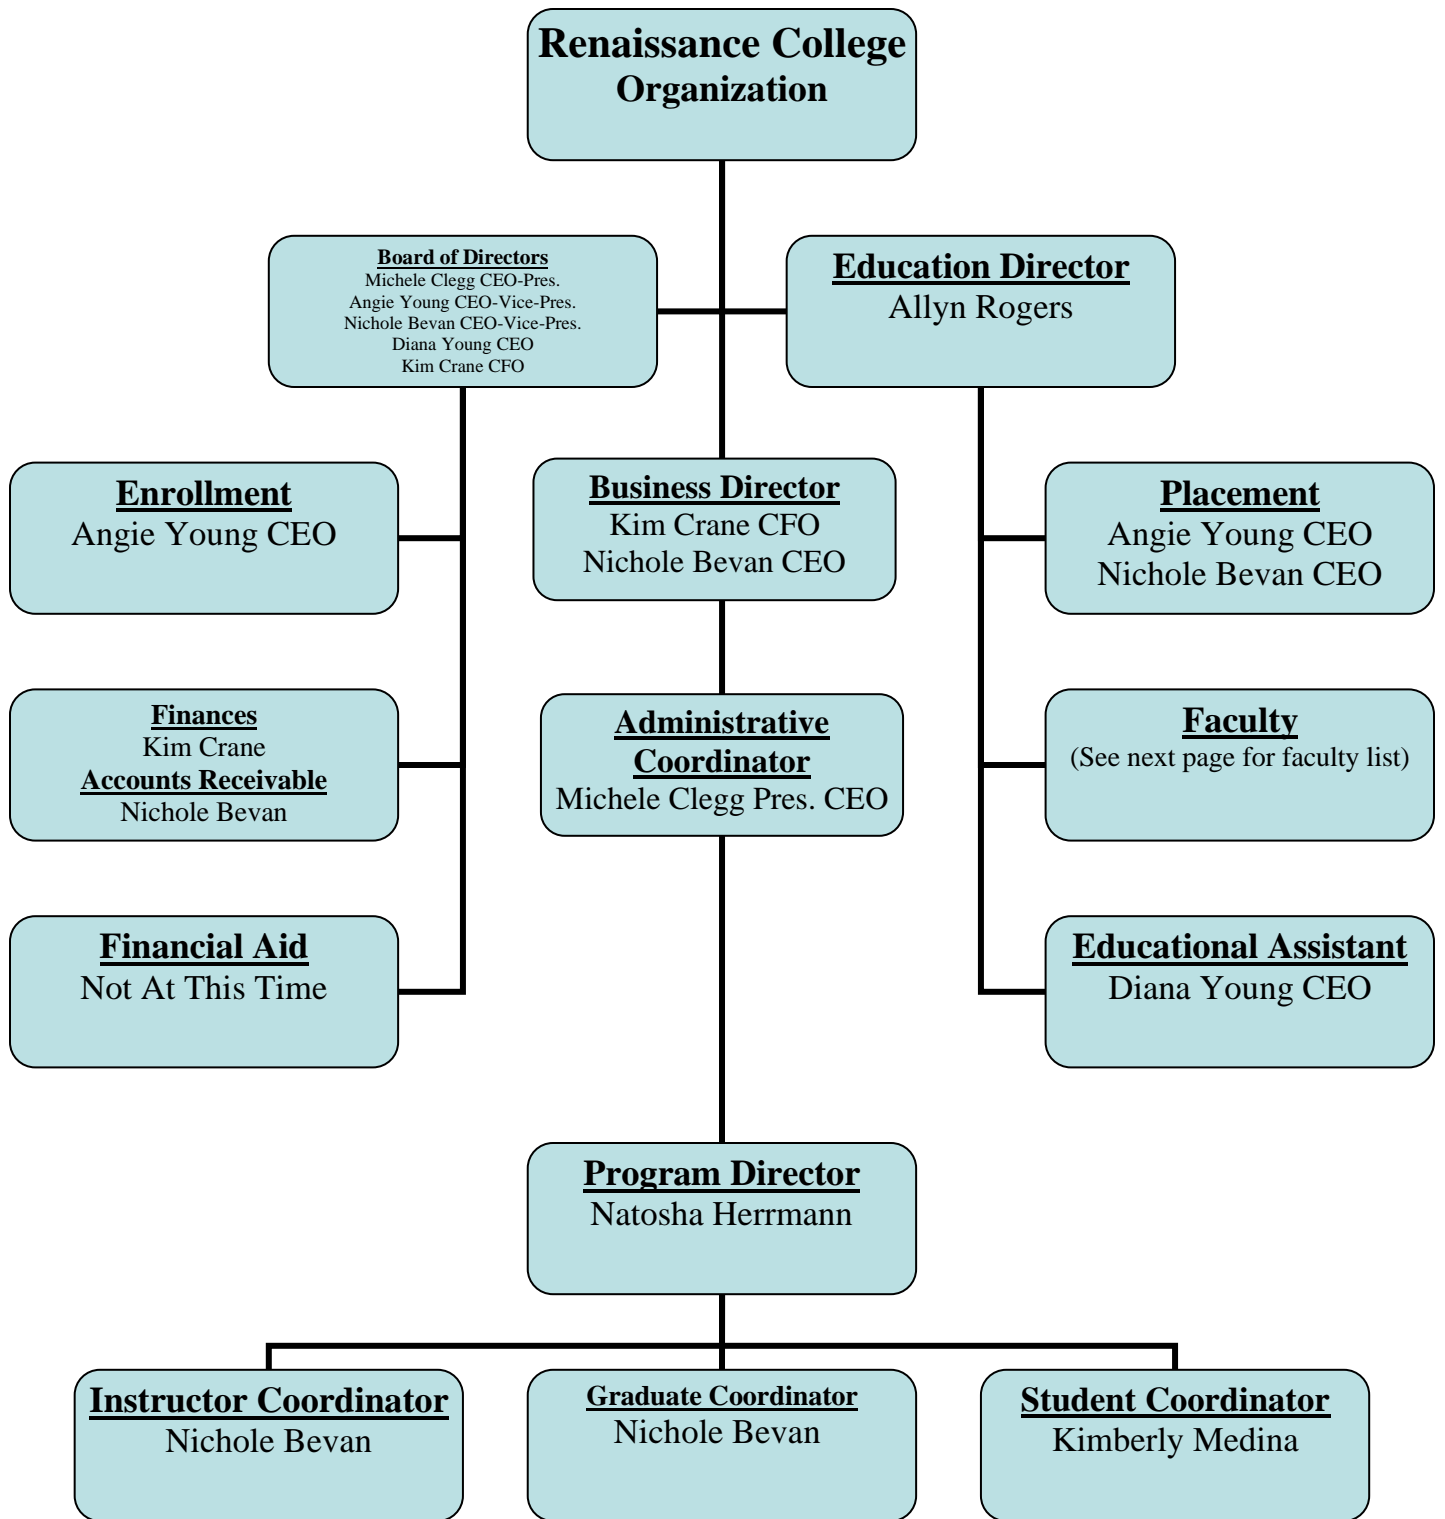 Renaissance College
Organization
Board of Directors
Michele Clegg CEO-Pres.
Angie Young CEO-Vice-Pres.
Nichole Bevan CEO-Vice-Pres.
Diana Young CEO
Kim Crane CFO
Education Director
Allyn Rogers
Enrollment
Angie Young CEO
Business Director
Kim Crane CFO
Nichole Bevan CEO
Placement
Angie Young CEO
Nichole Bevan CEO
Finances
Kim Crane
Accounts Receivable
Nichole Bevan
Administrative
Coordinator
Michele Clegg Pres. CEO
Faculty
(See next page for faculty list)
Financial Aid
Not At This Time
Educational Assistant
Diana Young CEO
Program Director
Natosha Herrmann
Instructor Coordinator
Nichole Bevan
Graduate Coordinator
Nichole Bevan
Student Coordinator
Kimberly Medina